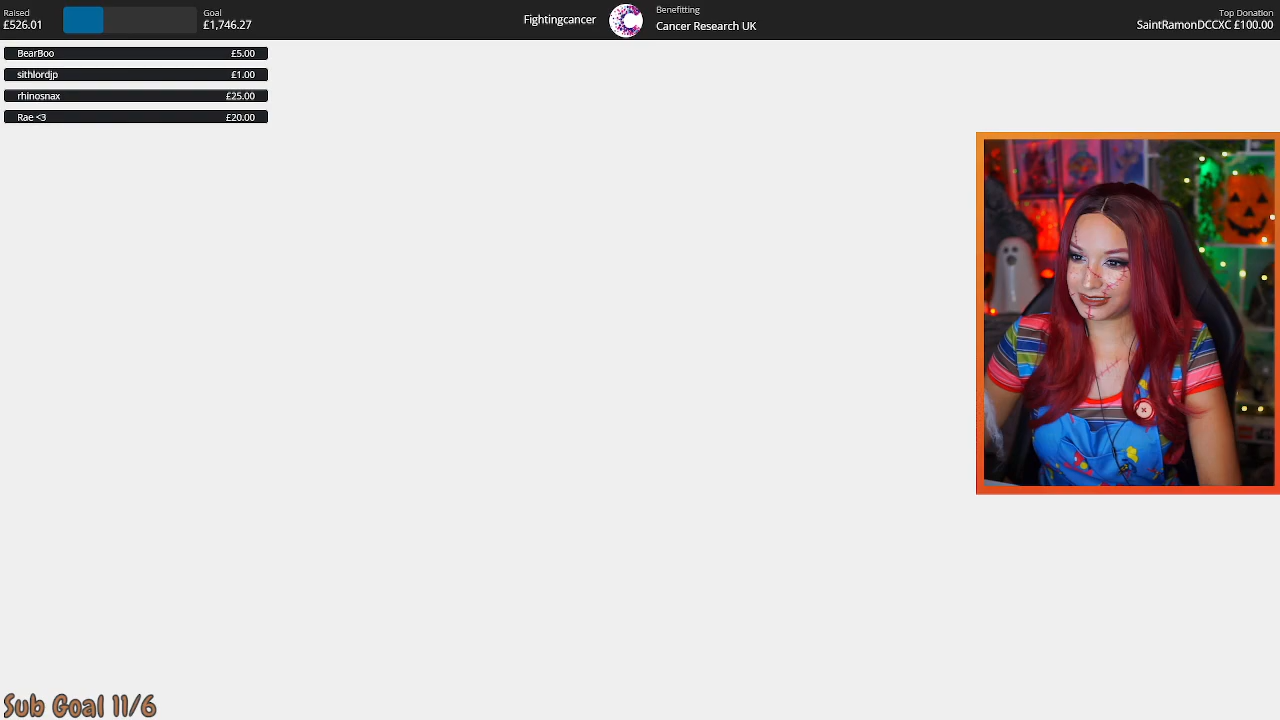 Raised
£526.01
Goal
£1,746.27
Fightingcancer
Benefitting
Cancer Research UK
Top Donation
SaintRamonDCCXC £100.00
BearBoo £5.00
sithlordjp £1.00
rhinosnax £25.00
Rae <3 £20.00
Sub Goal 11/6